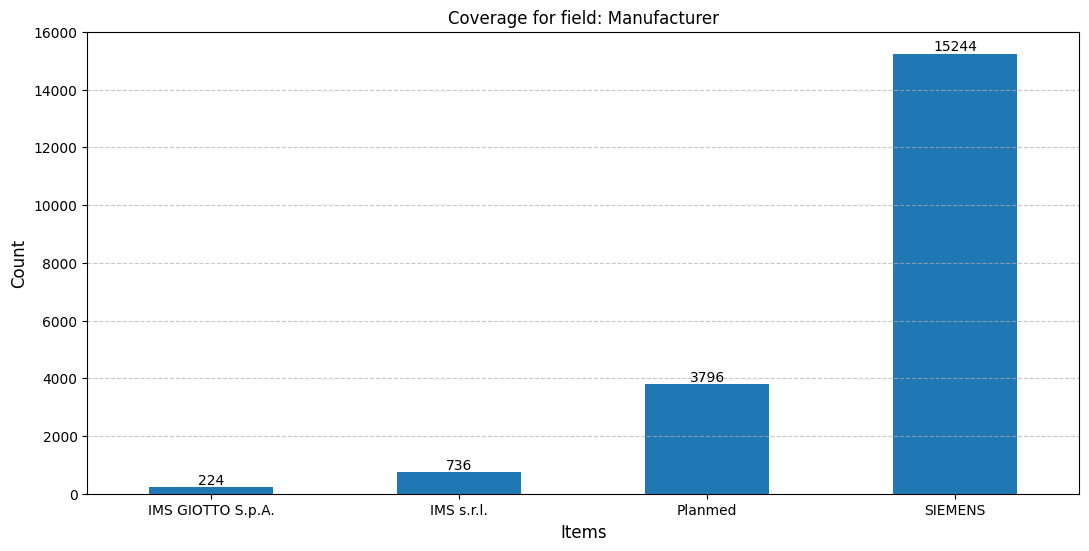 Coverage for field: Manufacturer
16000
14000
12000
10000
8000
6000
4000
2000
0
Count
224
736
3796
15244
IMS GIOTTO S.p.A.
IMS s.r.l.
Planmed
SIEMENS
Items